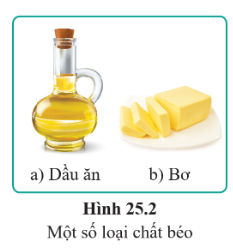 a) Dầu ăn b) Bơ
Hình 25.2
Một số loại chất béo